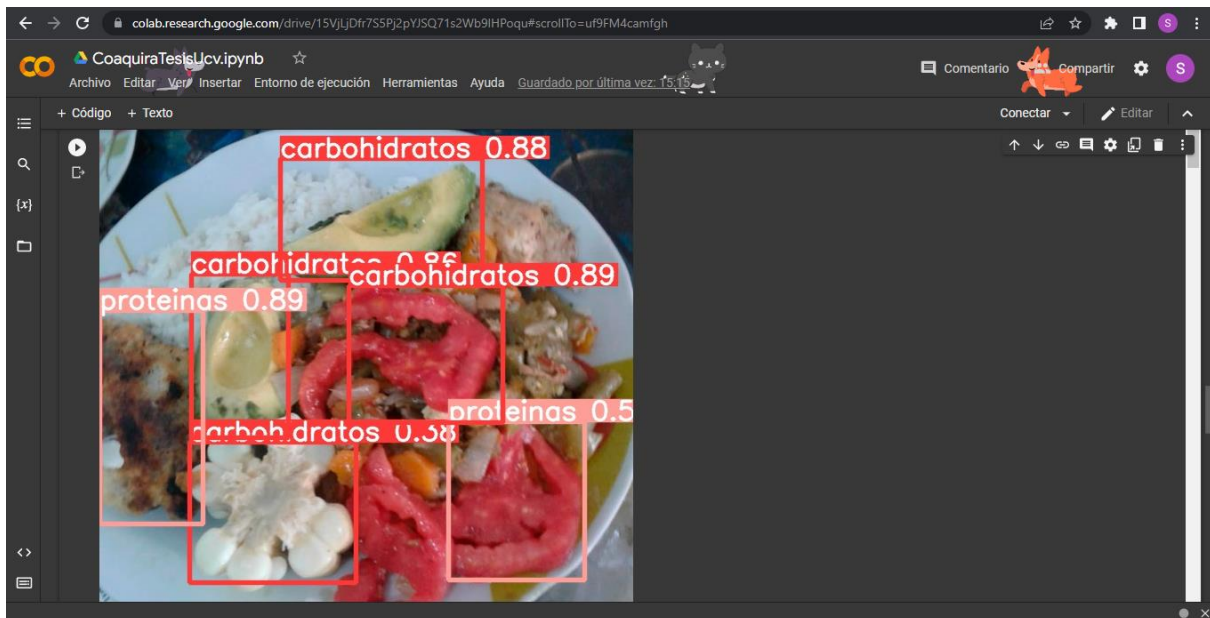 colab.research.google.com/drive/15VjLjDfr7S5Pj2pYJSQ71s2Wb9IHPoqu#scrollTo=uf9FM4camfgh
S
CO
CoaquiraTesisUcv.ipynb
Archivo Editar Ver Insertar Entorno de ejecución Herramientas Ayuda Guardado por última vez: 15:15
Comentario Compartir
S
+ Código + Texto
Conectar
Editar
{x}
carbohidratos 0.88
carbohidratos 0.86
carbohidratos 0.89
proteinas 0.89
proteinas 0.5
carbohidratos 0.38